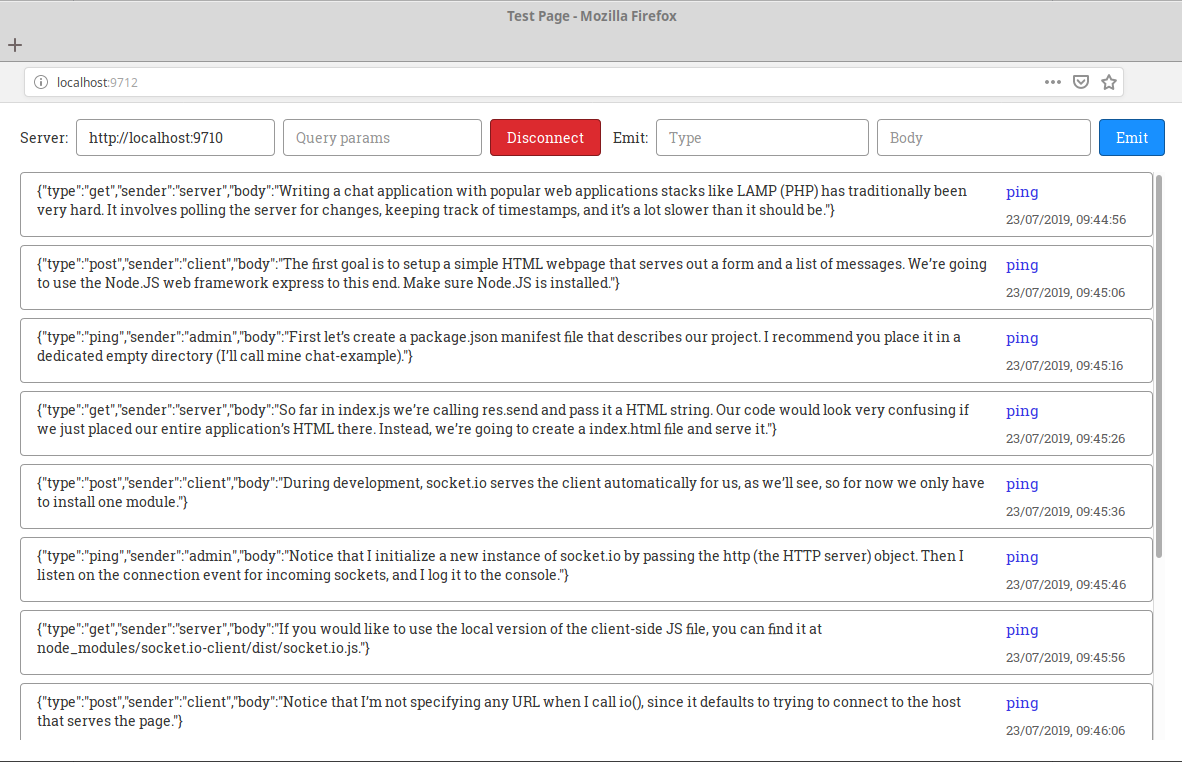 Test Page - Mozilla Firefox
localhost:9712
Server: http://localhost:9710 Query params Disconnect Emit: Type Body Emit
{"type":"get","sender":"server","body":"Writing a chat application with popular web applications stacks like LAMP (PHP) has traditionally been
very hard. It involves polling the server for changes, keeping track of timestamps, and it’s a lot slower than it should be."}
ping
23/07/2019, 09:44:56
{"type":"post","sender":"client","body":"The first goal is to setup a simple HTML webpage that serves out a form and a list of messages. We’re going
to use the Node.JS web framework express to this end. Make sure Node.JS is installed."}
ping
23/07/2019, 09:45:06
{"type":"ping","sender":"admin","body":"First let’s create a package.json manifest file that describes our project. I recommend you place it in a
dedicated empty directory (I’ll call mine chat-example)."}
ping
23/07/2019, 09:45:16
{"type":"get","sender":"server","body":"So far in index.js we’re calling res.send and pass it a HTML string. Our code would look very confusing if
we just placed our entire application’s HTML there. Instead, we’re going to create a index.html file and serve it."}
ping
23/07/2019, 09:45:26
{"type":"post","sender":"client","body":"During development, socket.io serves the client automatically for us, as we’ll see, so for now we only have
to install one module."}
ping
23/07/2019, 09:45:36
{"type":"ping","sender":"admin","body":"Notice that I initialize a new instance of socket.io by passing the http (the HTTP server) object. Then I
listen on the connection event for incoming sockets, and I log it to the console."}
ping
23/07/2019, 09:45:46
{"type":"get","sender":"server","body":"If you would like to use the local version of the client-side JS file, you can find it at
node_modules/socket.io-client/dist/socket.io.js."}
ping
23/07/2019, 09:45:56
{"type":"post","sender":"client","body":"Notice that I’m not specifying any URL when I call io(), since it defaults to trying to connect to the host
that serves the page."}
ping
23/07/2019, 09:46:06